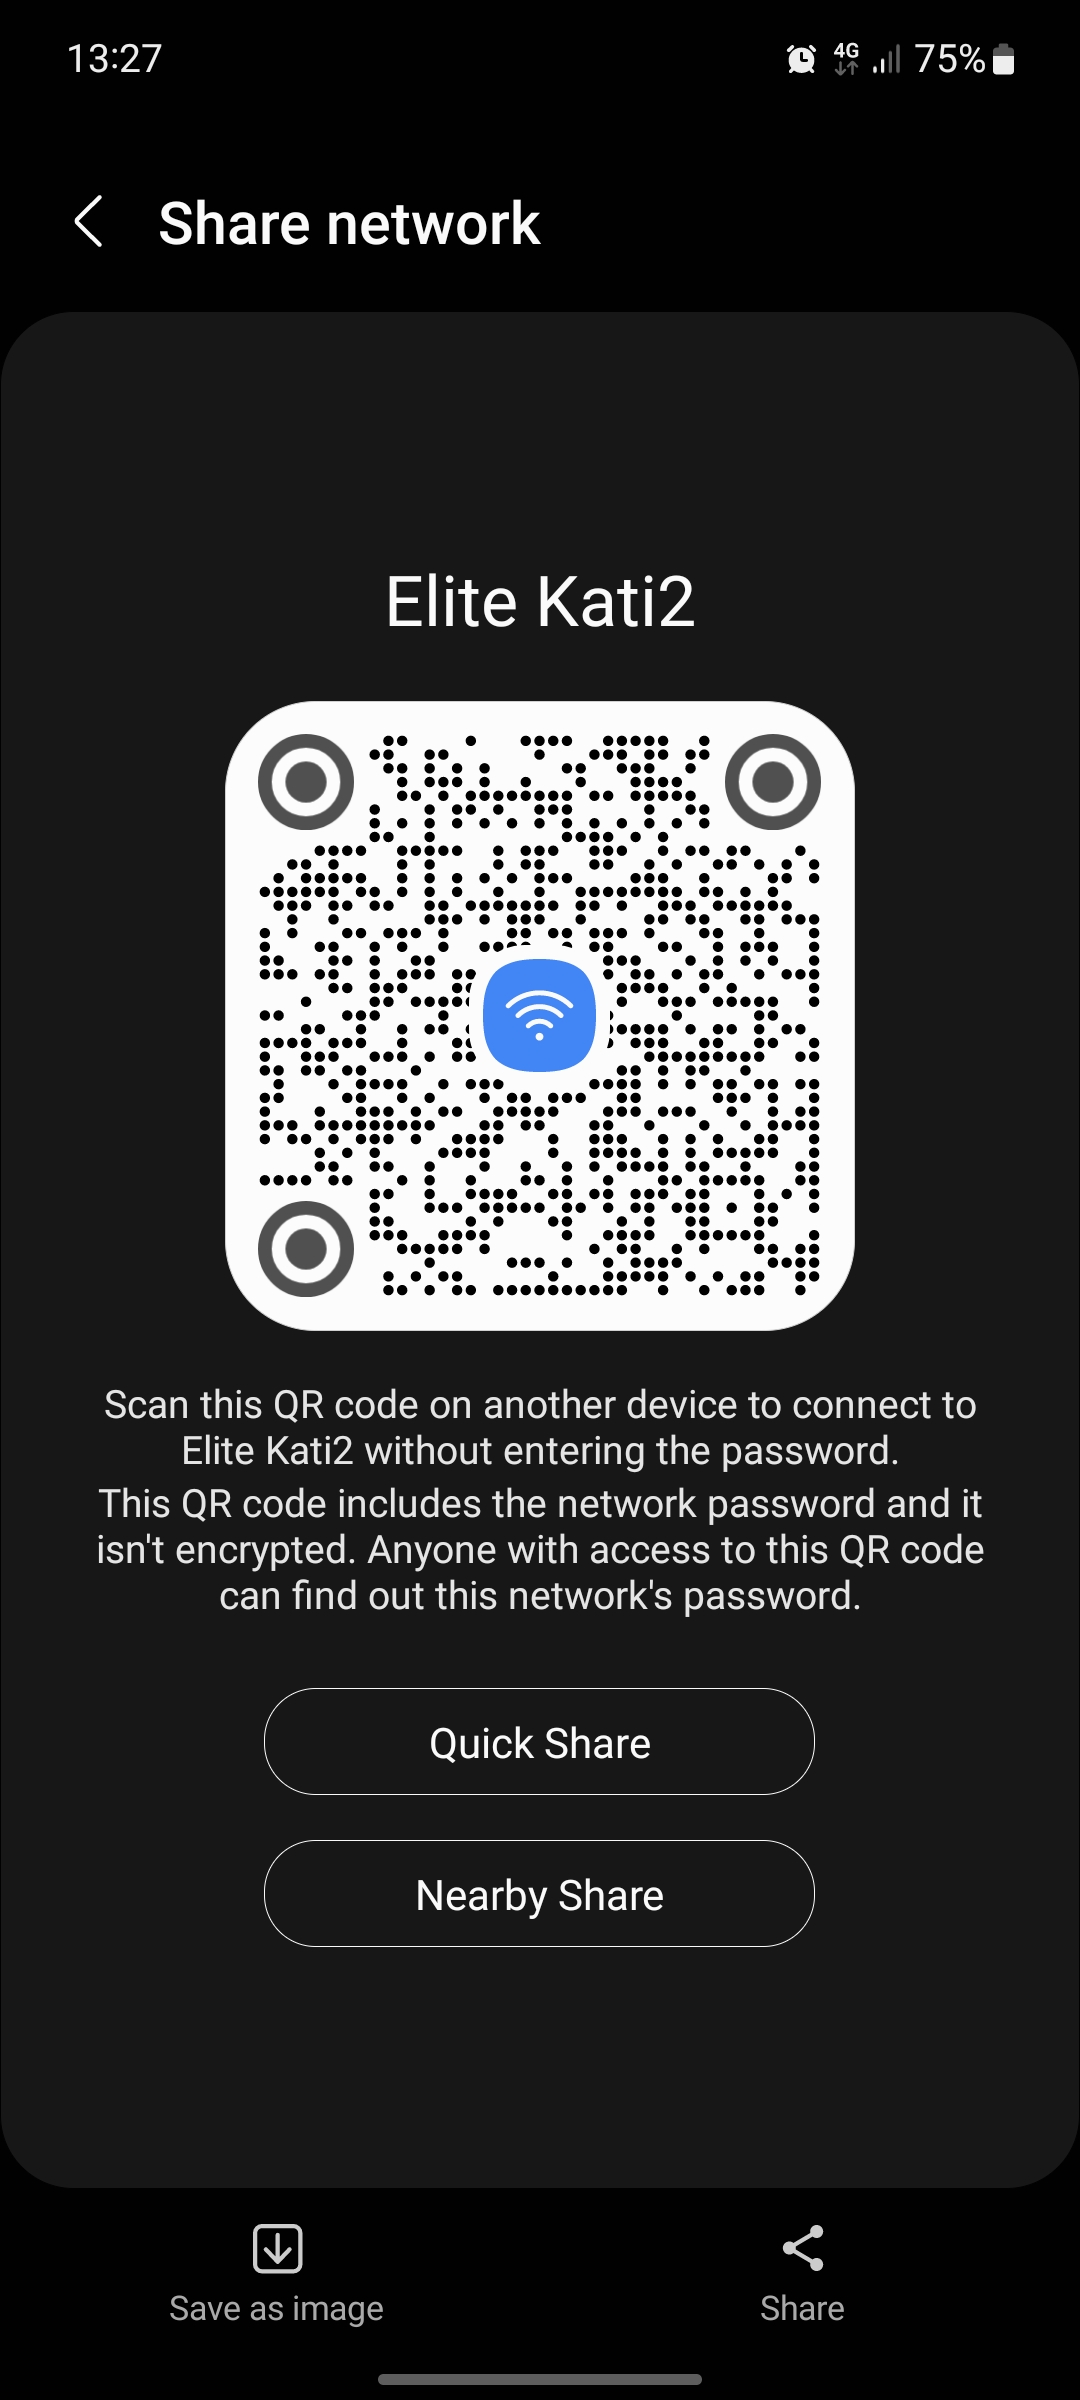 13:27
4G
75%
Share network
Elite Kati2
Scan this QR code on another device to connect to
Elite Kati2 without entering the password.
This QR code includes the network password and it
isn't encrypted. Anyone with access to this QR code
can find out this network's password.
Quick Share
Nearby Share
Save as image
Share